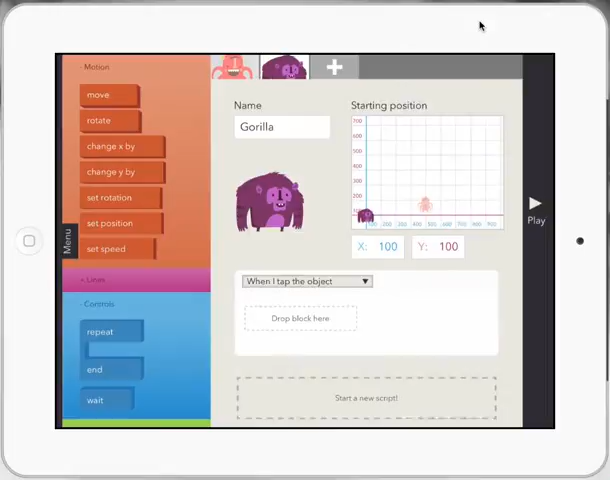 - Motion
move
rotate
change x by
change y by
set rotation
set position
set speed
+ Lines
- Controls
repeat
end
wait
Menu
Name
Gorilla
Starting position
700
600
500
400
300
200
100
100 200 300 400 500 600 700 800 900
X: 100
Y: 100
When I tap the object
Drop block here
Start a new script!
Play